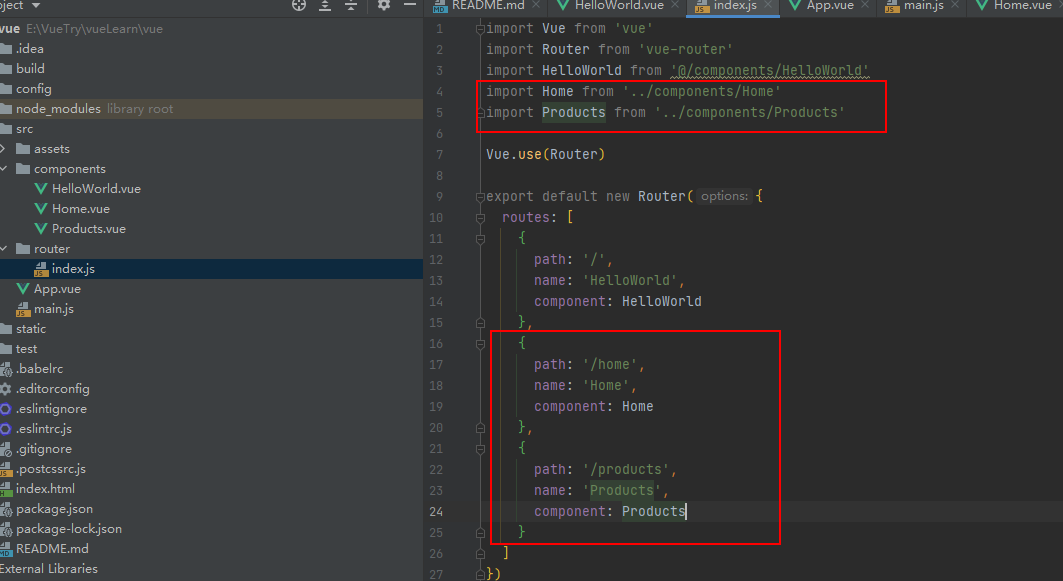 oject
README.md
HelloWorld.vue
index.js
App.vue
main.js
Home.vue
vue E:\VueTry\vueLearn\vue
.idea
build
config
node_modules library root
src
assets
components
HelloWorld.vue
Home.vue
Products.vue
router
index.js
App.vue
main.js
static
test
.babelrc
.editorconfig
.eslintignore
.eslintrc.js
.gitignore
.postcssrc.js
index.html
package.json
package-lock.json
README.md
External Libraries
1 import Vue from 'vue'
2 import Router from 'vue-router'
3 import HelloWorld from '@/components/HelloWorld'
4 import Home from '../components/Home'
5 import Products from '../components/Products'
6
7 Vue.use(Router)
8
9 export default new Router( options: {
10 routes: [
11 {
12 path: '/',
13 name: 'HelloWorld',
14 component: HelloWorld
15 },
16 {
17 path: '/home',
18 name: 'Home',
19 component: Home
20 },
21 {
22 path: '/products',
23 name: 'Products',
24 component: Products
25 }
26 ]
27 })